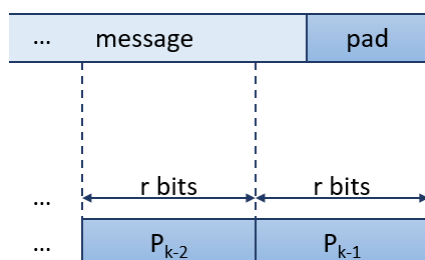 ... message pad
r bits r bits
...
... P_{k-2} P_{k-1}